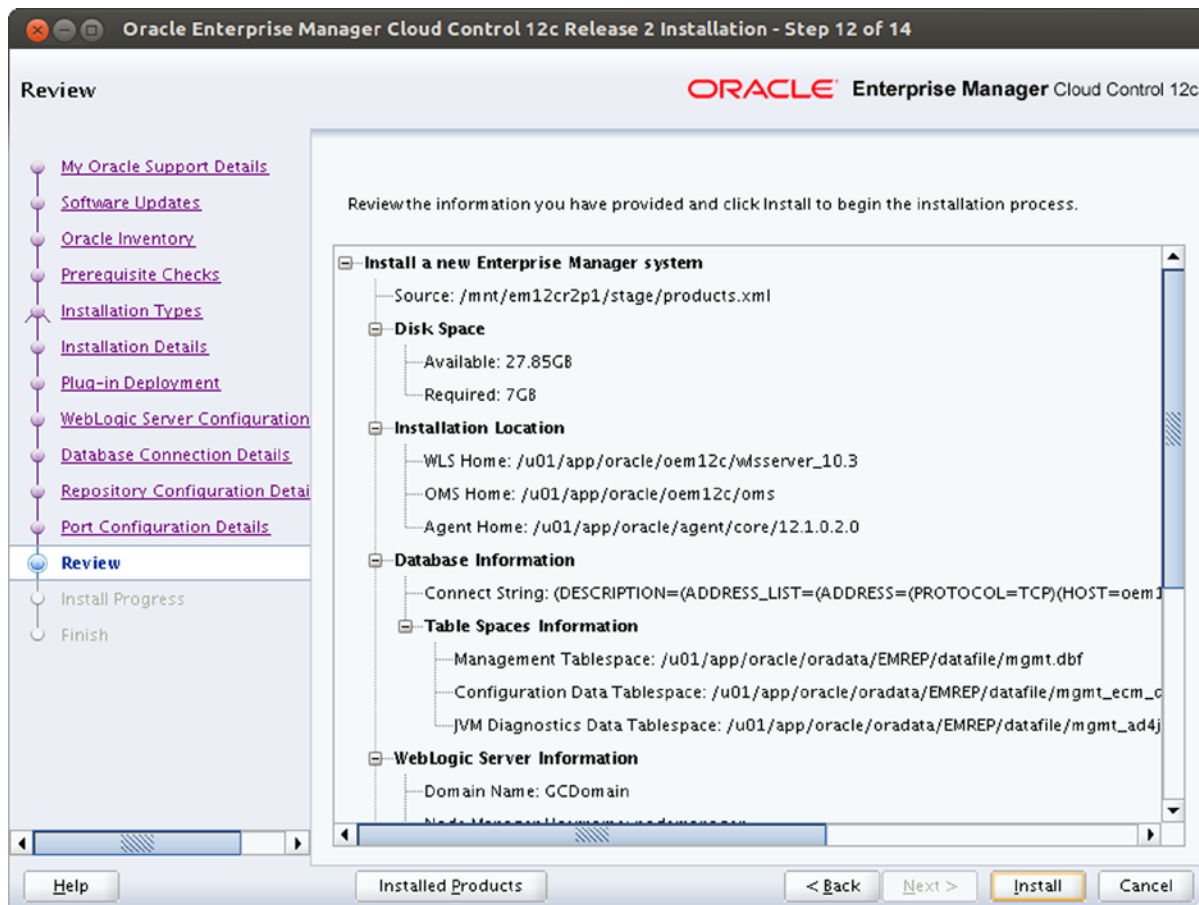 Oracle Enterprise Manager Cloud Control 12c Release 2 Installation - Step 12 of 14
Review
ORACLE Enterprise Manager Cloud Control 12c
My Oracle Support Details
Software Updates
Oracle Inventory
Prerequisite Checks
Installation Types
Installation Details
Plug-in Deployment
WebLogic Server Configuration
Database Connection Details
Repository Configuration Detai
Port Configuration Details
Review
Install Progress
Finish
Review the information you have provided and click Install to begin the installation process.
Install a new Enterprise Manager system
Source: /mnt/em12cr2p1/stage/products.xml
Disk Space
Available: 27.85GB
Required: 7GB
Installation Location
WLS Home: /u01/app/oracle/oem12c/wlsserver_10.3
OMS Home: /u01/app/oracle/oem12c/oms
Agent Home: /u01/app/oracle/agent/core/12.1.0.2.0
Database Information
Connect String: (DESCRIPTION=(ADDRESS_LIST=(ADDRESS=(PROTOCOL=TCP)(HOST=oem1
Table Spaces Information
Management Tablespace: /u01/app/oracle/oradata/EMREP/datafile/mgmt.dbf
Configuration Data Tablespace: /u01/app/oracle/oradata/EMREP/datafile/mgmt_ecm_d
JVM Diagnostics Data Tablespace: /u01/app/oracle/oradata/EMREP/datafile/mgmt_ad4j
WebLogic Server Information
Domain Name: GCDomain
Help
Installed Products
< Back
Next >
Install
Cancel